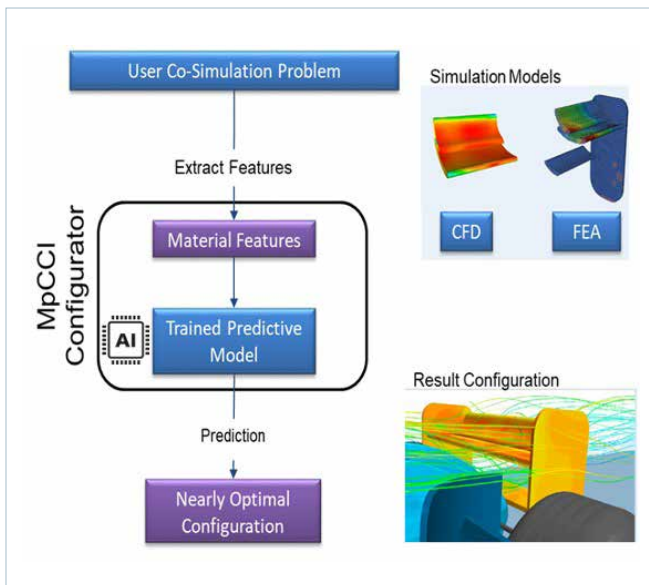 User Co-Simulation Problem
Extract Features
MpCCI
Configurator
Material Features
AI
Trained Predictive
Model
Prediction
Nearly Optimal
Configuration
Simulation Models
CFD
FEA
Result Configuration